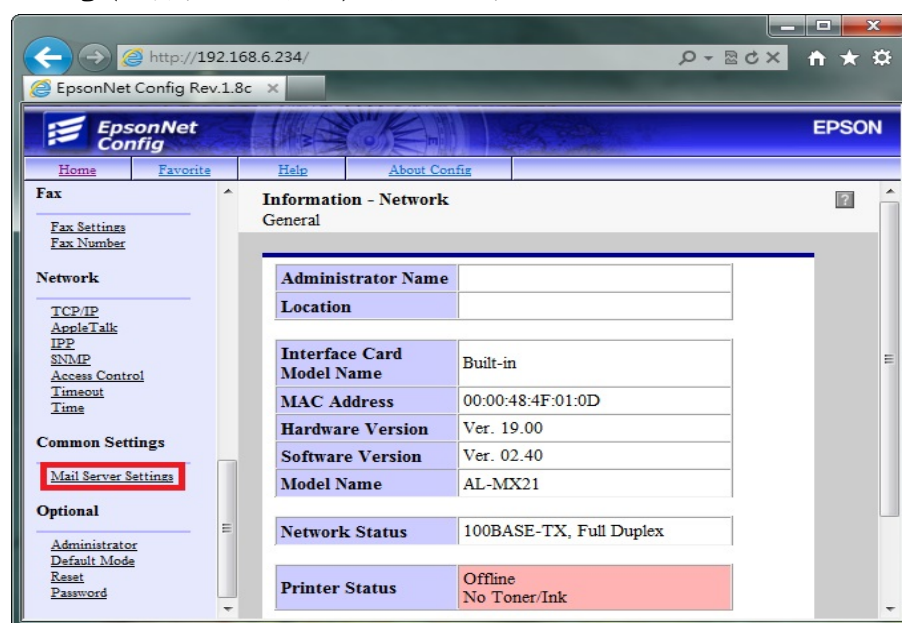 http://192.168.6.234/
EpsonNet Config Rev.1.8c
EpsonNet
Config
EPSON
Home
Favorite
Help
About Config
Fax
Fax Settings
Fax Number
Network
TCP/IP
AppleTalk
IPP
SNMP
Access Control
Timeout
Time
Common Settings
Mail Server Settings
Optional
Administrator
Default Mode
Reset
Password
Information - Network
?
General
Administrator Name
Location
Interface Card
Model Name
Built-in
MAC Address 00:00:48:4F:01:0D
Hardware Version Ver. 19.00
Software Version Ver. 02.40
Model Name AL-MX21
Network Status 100BASE-TX, Full Duplex
Printer Status
Offline
No Toner/Ink